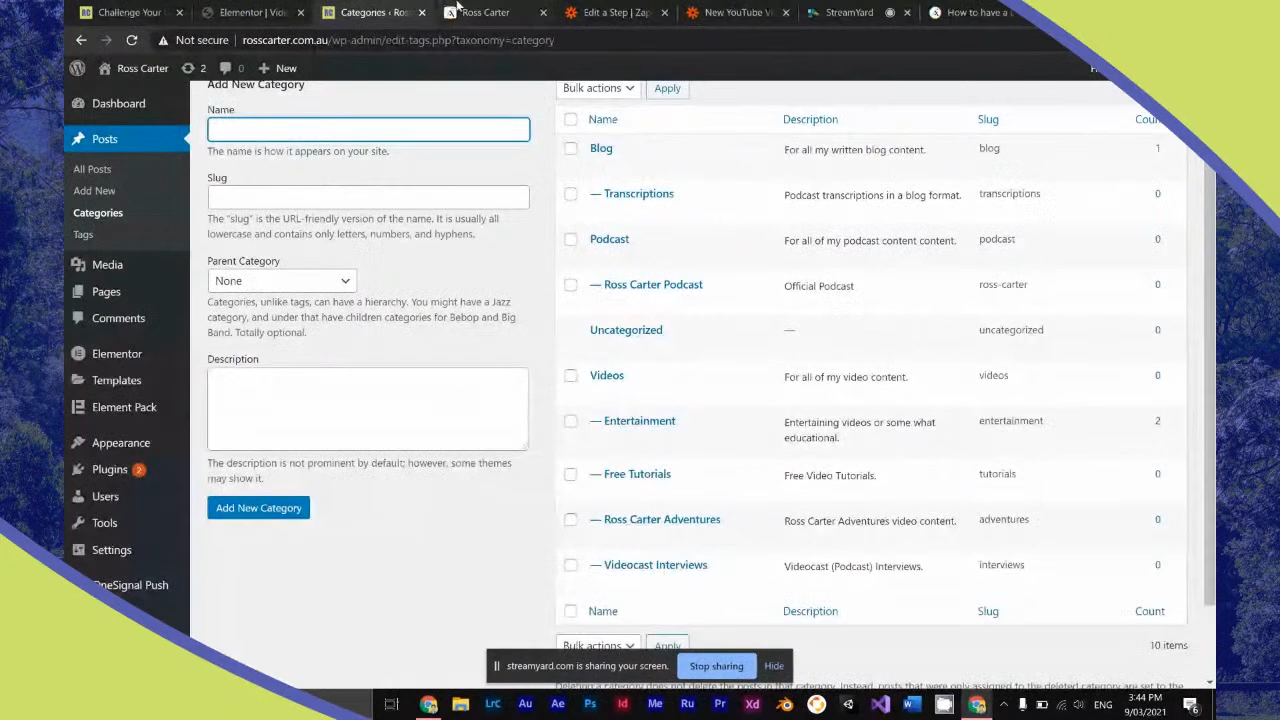 Challenge Your
Elementor | Vide
Categories ‹ Ros
Ross Carter
Edit a Step | Zap
New YouTube Vi
StreamYard
How to have a
Not secure | rosscarter.com.au/wp-admin/edit-tags.php?taxonomy=category
Ross Carter
2
0
New
Dashboard
Posts
All Posts
Add New
Categories
Tags
Media
Pages
Comments
Elementor
Templates
Element Pack
Appearance
Plugins 2
Users
Tools
Settings
OneSignal Push
Add New Category
Name
The name is how it appears on your site.
Slug
The "slug" is the URL-friendly version of the name. It is usually all
lowercase and contains only letters, numbers, and hyphens.
Parent Category
None
Categories, unlike tags, can have a hierarchy. You might have a Jazz
category, and under that have children categories for Bebop and Big
Band. Totally optional.
Description
The description is not prominent by default; however, some themes
may show it.
Add New Category
Bulk actions Apply
Name Description Slug Cou
Blog For all my written blog content. blog 1
— Transcriptions Podcast transcriptions in a blog format. transcriptions 0
Podcast For all of my podcast content content. podcast 0
— Ross Carter Podcast Official Podcast ross-carter 0
Uncategorized — uncategorized 0
Videos For all of my video content. videos 0
— Entertainment Entertaining videos or some what entertainment 2
educational.
— Free Tutorials Free Video Tutorials. tutorials 0
— Ross Carter Adventures Ross Carter Adventures video content. adventures 0
— Videocast Interviews Videocast (Podcast) Interviews. interviews 0
Name Description Slug Count
Bulk actions Apply 10 items
streamyard.com is sharing your screen. Stop sharing Hide
Deleting a category does not delete the posts in that category. Instead, posts that were only assigned to the deleted category are set to the
Lrc Au Ae Ps Id Me Ru Pr Xd
ENG
3:44 PM
9/03/2021
6